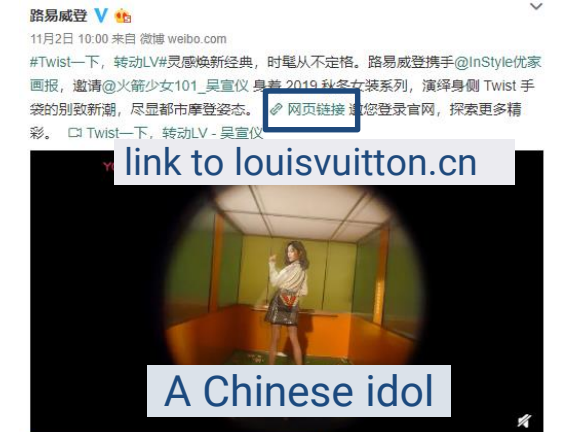 路易威登
11月2日 10:00 来自 微博 weibo.com
#Twist一下，转动LV#灵感焕新经典，时髦从不定格。路易威登携手@InStyle优家
画报，邀请@火箭少女101_吴宣仪 身着 2019 秋冬女装系列，演绎身侧 Twist 手
袋的别致新潮，尽显都市摩登姿态。 网页链接 邀您登录官网，探索更多精
彩。 Twist一下，转动LV - 吴宣仪
link to louisvuitton.cn
A Chinese idol